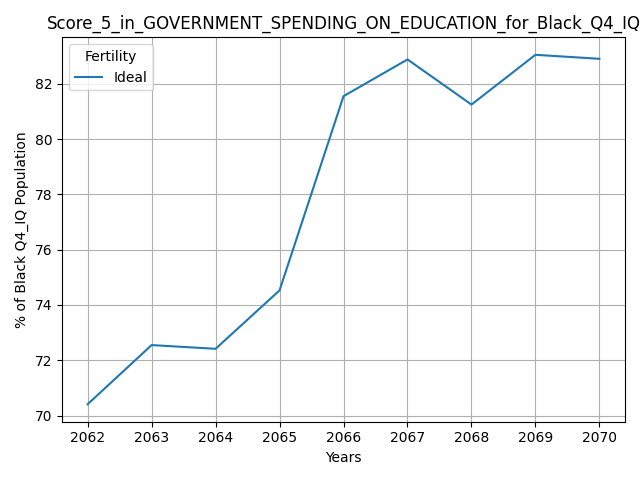 Score_5_in_GOVERNMENT_SPENDING_ON_EDUCATION_for_Black_Q4_IQ
Fertility
Ideal
% of Black Q4_IQ Population
82
80
78
76
74
72
70
2062 2063 2064 2065 2066 2067 2068 2069 2070
Years